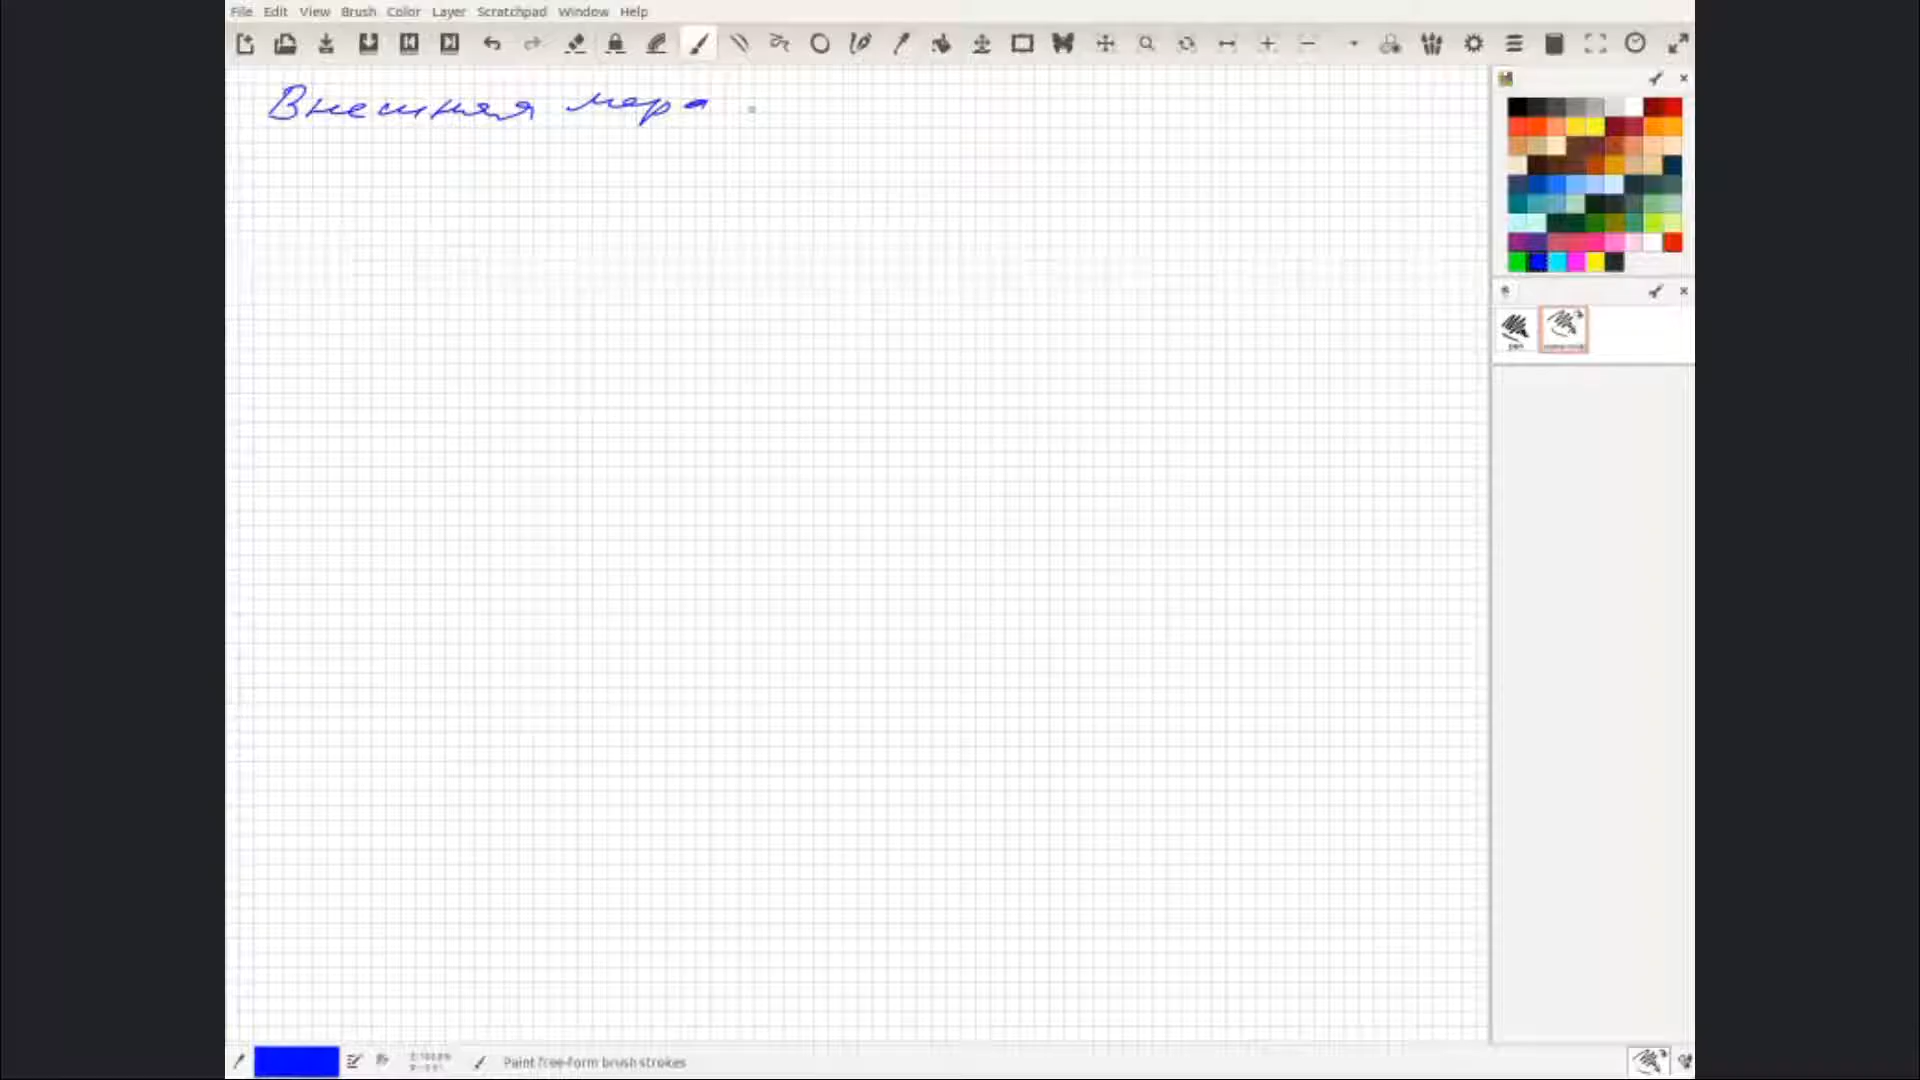 File Edit View Brush Color Layer Scratchpad Window Help
Внешняя мера
Paint free-form brush strokes